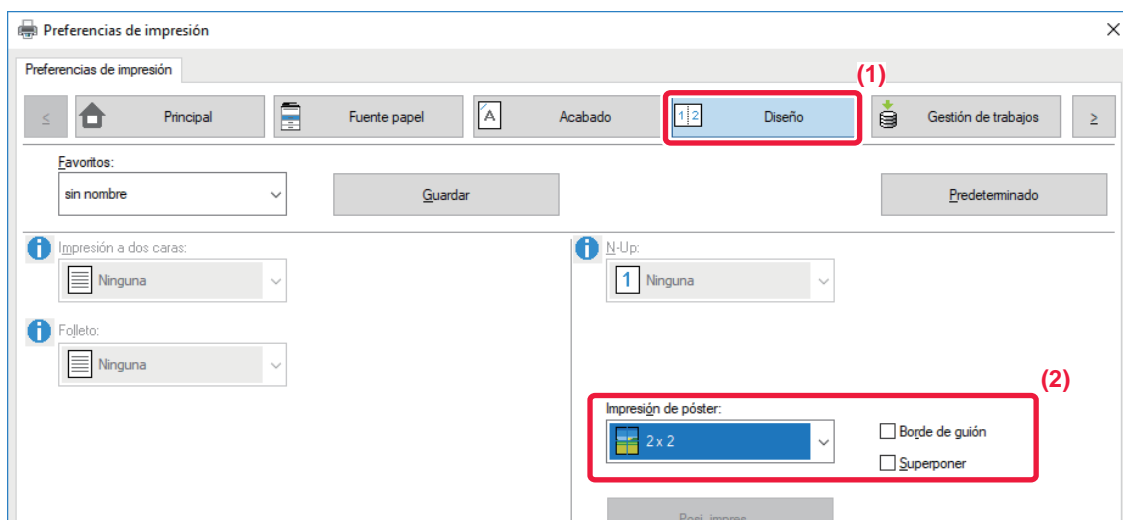 Preferencias de impresión
Preferencias de impresión
(1)
< Principal Fuente papel A Acabado 1 2 Diseño Gestión de trabajos >
Favoritos:
sin nombre Guardar Predeterminado
Impresión a dos caras: N-Up:
Ninguna 1 Ninguna
Folleto:
Ninguna
(2)
Impresión de póster:
2 x 2 Borde de guión
Superponer
Posi. impres.